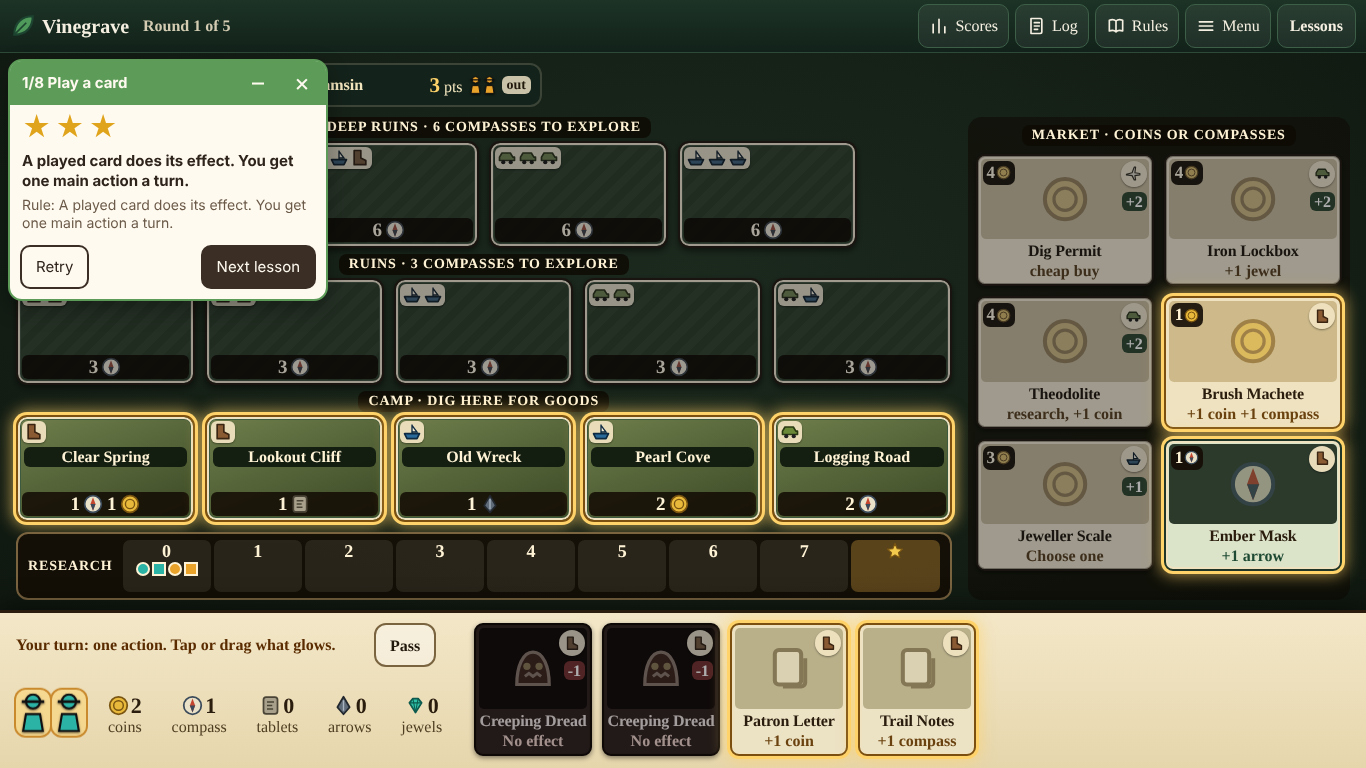 Vinegrave
Round 1 of 5
Scores
Log
Rules
Menu
Lessons
1/8 Play a card
A played card does its effect. You get
one main action a turn.
Rule: A played card does its effect. You get
one main action a turn.
Retry
Next lesson
3 pts
out
DEEP RUINS · 6 COMPASSES TO EXPLORE
6
6
6
RUINS · 3 COMPASSES TO EXPLORE
3
3
3
3
3
CAMP · DIG HERE FOR GOODS
Clear Spring
1 1
Lookout Cliff
1
Old Wreck
1
Pearl Cove
2
Logging Road
2
RESEARCH
0
1
2
3
4
5
6
7
MARKET · COINS OR COMPASSES
4
+2
Dig Permit
cheap buy
4
+2
Iron Lockbox
+1 jewel
4
+2
Theodolite
research, +1 coin
1
Brush Machete
+1 coin +1 compass
3
+1
Jeweller Scale
Choose one
1
Ember Mask
+1 arrow
Your turn: one action. Tap or drag what glows.
Pass
2
coins
1
compass
0
tablets
0
arrows
0
jewels
-1
Creeping Dread
No effect
-1
Creeping Dread
No effect
Patron Letter
+1 coin
Trail Notes
+1 compass